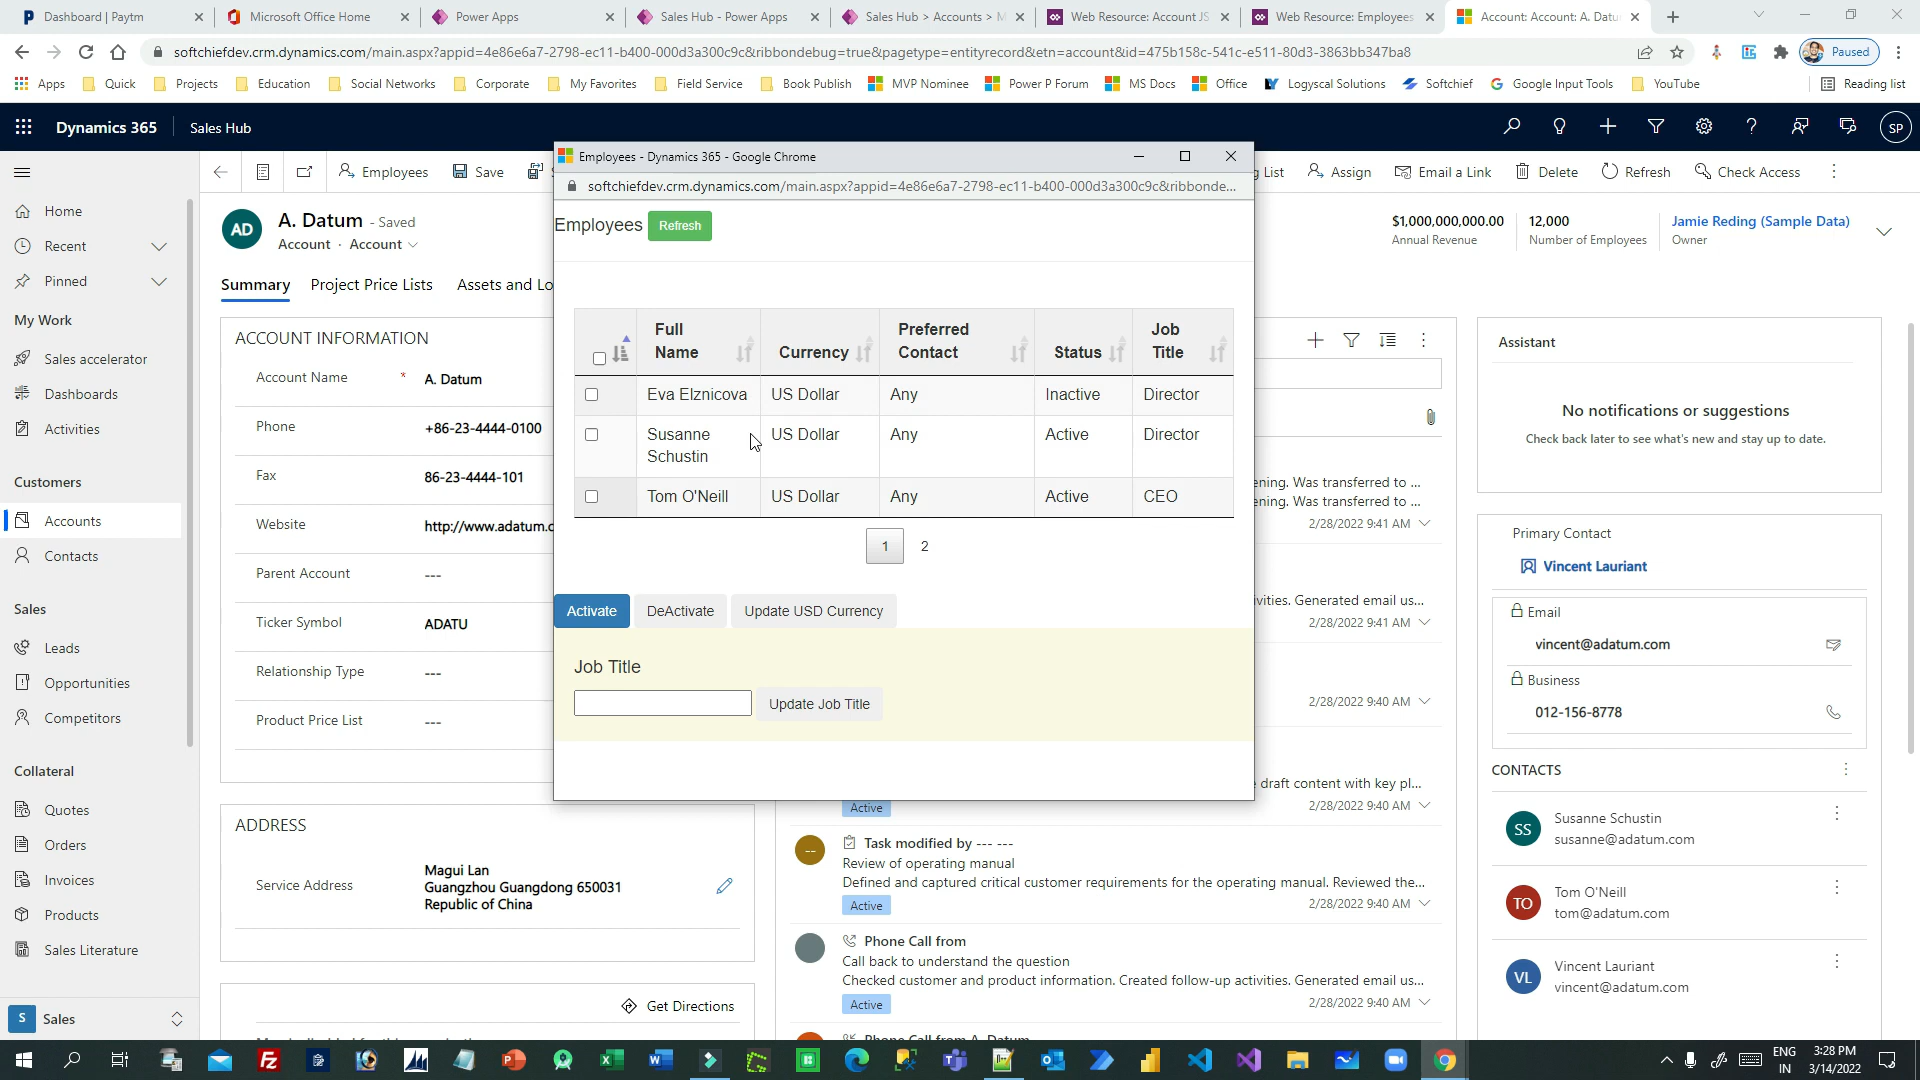 Dashboard | Paytm
Microsoft Office Home
Power Apps
Sales Hub - Power Apps
Sales Hub > Accounts > M
Web Resource: Account JS
Web Resource: Employees
Account: Account: A. Datu
softchiefdev.crm.dynamics.com/main.aspx?appid=4e86e6a7-2798-ec11-b400-000d3a300c9c&ribbondebug=true&pagetype=entityrecord&etn=account&id=475b158c-541c-e511-80d3-3863bb347ba8
Paused
Apps
Quick
Projects
Education
Social Networks
Corporate
My Favorites
Field Service
Book Publish
MVP Nominee
Power P Forum
MS Docs
Office
Logyscal Solutions
Softchief
Google Input Tools
YouTube
Reading list
Dynamics 365
Sales Hub
SP
Employees
Save
Assign
Email a Link
Delete
Refresh
Check Access
Home
Recent
Pinned
My Work
Sales accelerator
Dashboards
Activities
Customers
Accounts
Contacts
Sales
Leads
Opportunities
Competitors
Collateral
Quotes
Orders
Invoices
Products
Sales Literature
S Sales
AD
A. Datum - Saved
Account · Account
$1,000,000,000.00
Annual Revenue
12,000
Number of Employees
Jamie Reding (Sample Data)
Owner
Summary
Project Price Lists
Assets and Lo
ACCOUNT INFORMATION
Account Name * A. Datum
Phone +86-23-4444-0100
Fax 86-23-4444-101
Website http://www.adatum.c
Parent Account ---
Ticker Symbol ADATU
Relationship Type ---
Product Price List ---
ADDRESS
Service Address
Magui Lan
Guangzhou Guangdong 650031
Republic of China
Get Directions
Employees - Dynamics 365 - Google Chrome
softchiefdev.crm.dynamics.com/main.aspx?appid=4e86e6a7-2798-ec11-b400-000d3a300c9c&ribbonde...
Employees Refresh
Full Name
Currency
Preferred Contact
Status
Job Title
Eva Elznicova US Dollar Any Inactive Director
Susanne Schustin US Dollar Any Active Director
Tom O'Neill US Dollar Any Active CEO
1 2
Activate
DeActivate
Update USD Currency
Job Title
Update Job Title
ening. Was transferred to ...
ening. Was transferred to ...
2/28/2022 9:41 AM
ivities. Generated email us...
2/28/2022 9:41 AM
2/28/2022 9:40 AM
draft content with key pl...
Active
2/28/2022 9:40 AM
--
Task modified by --- ---
Review of operating manual
Defined and captured critical customer requirements for the operating manual. Reviewed the...
Active
2/28/2022 9:40 AM
Phone Call from
Call back to understand the question
Checked customer and product information. Created follow-up activities. Generated email us...
Active
2/28/2022 9:40 AM
Phone Call from A. Datum
Assistant
No notifications or suggestions
Check back later to see what's new and stay up to date.
Primary Contact
Vincent Lauriant
Email
vincent@adatum.com
Business
012-156-8778
CONTACTS
SS
Susanne Schustin
susanne@adatum.com
TO
Tom O'Neill
tom@adatum.com
VL
Vincent Lauriant
vincent@adatum.com
ENG
IN
3:28 PM
3/14/2022